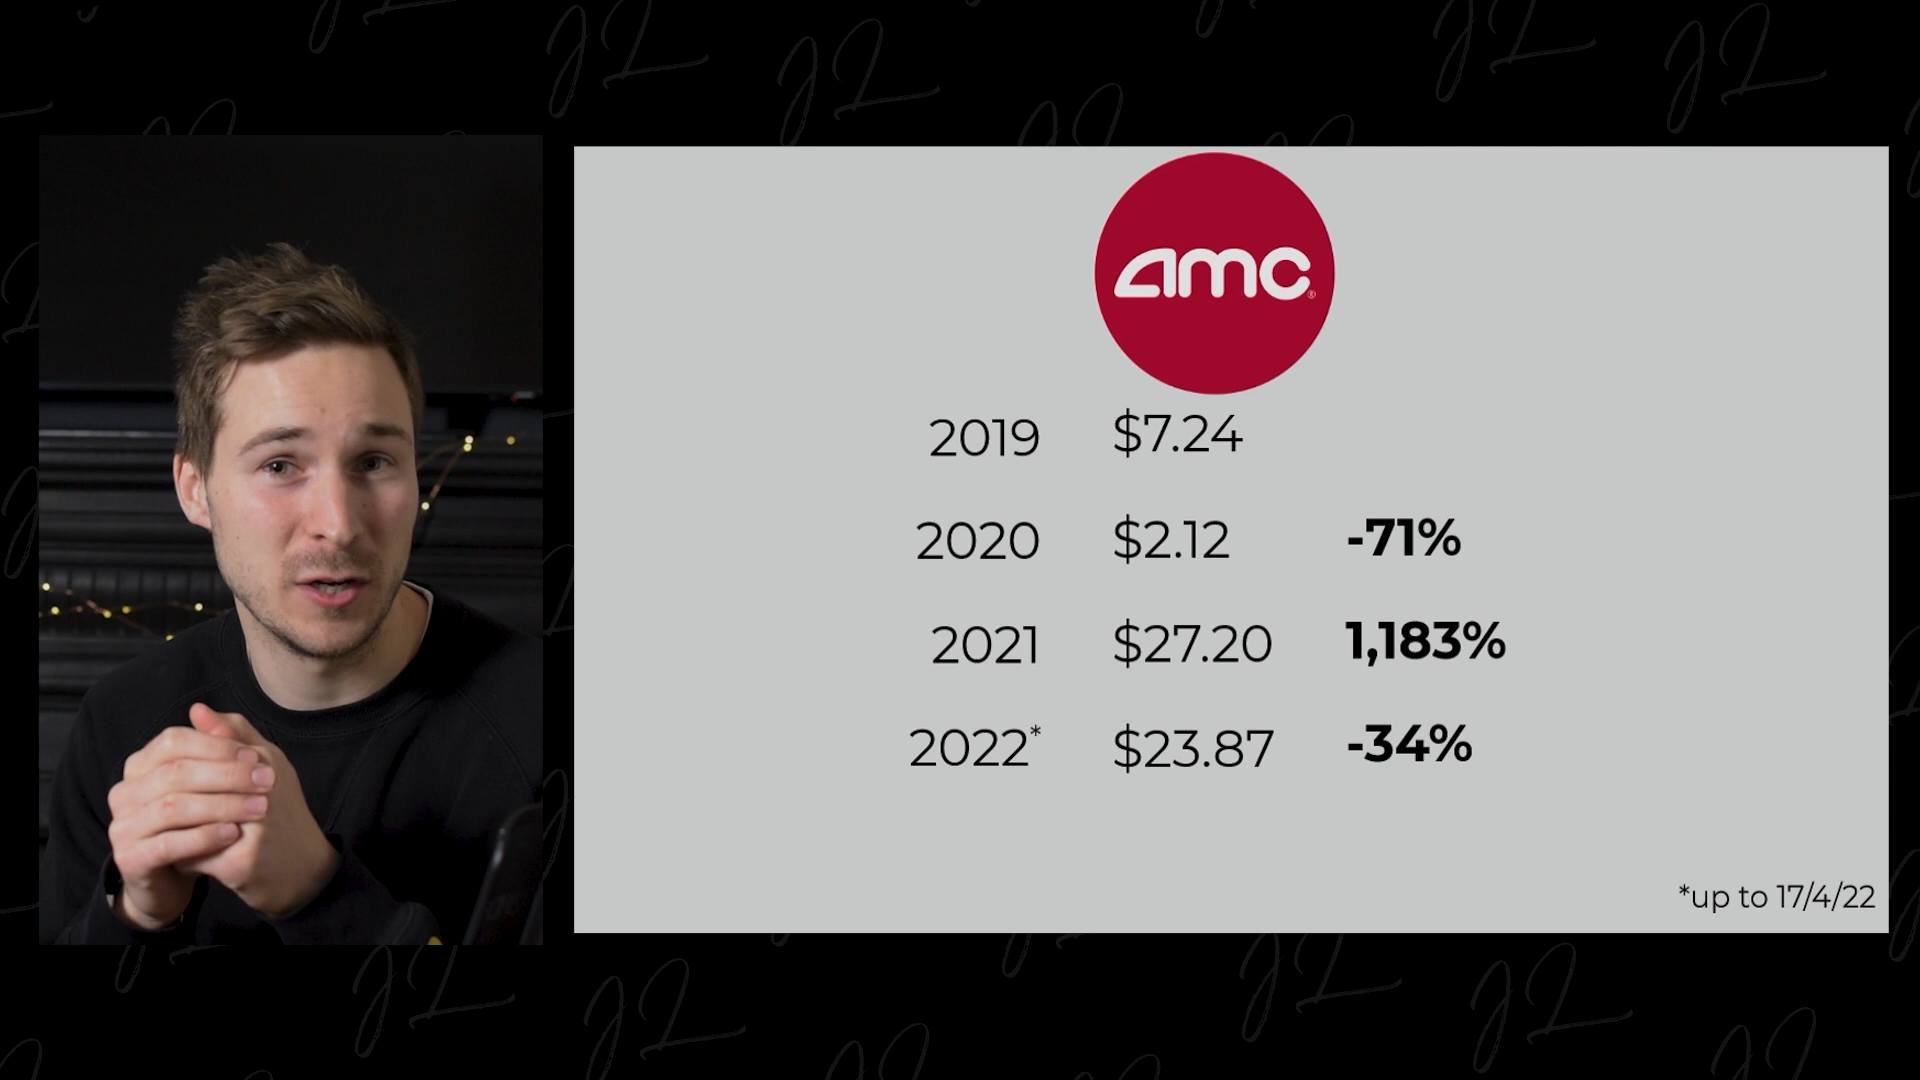 amc
2019 $7.24
2020 $2.12 -71%
2021 $27.20 1,183%
2022* $23.87 -34%
*up to 17/4/22